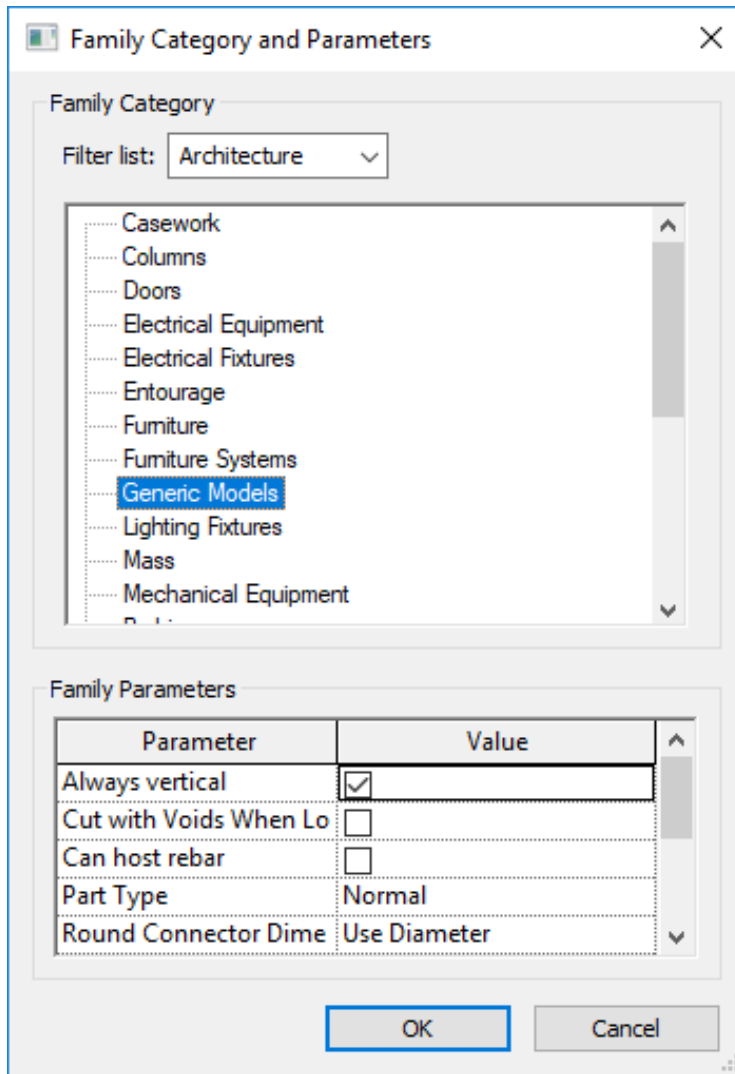 Family Category and Parameters
Family Category
Filter list: Architecture
Casework
Columns
Doors
Electrical Equipment
Electrical Fixtures
Entourage
Furniture
Furniture Systems
Generic Models
Lighting Fixtures
Mass
Mechanical Equipment
Family Parameters
Parameter Value
Always vertical
Cut with Voids When Lo
Can host rebar
Part Type Normal
Round Connector Dime Use Diameter
OK Cancel